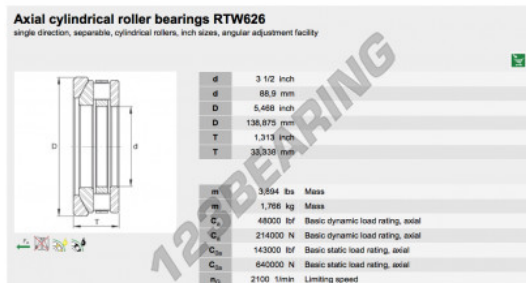 Axial cylindrical roller bearings RTW626
single direction, separable, cylindrical rollers, inch sizes, angular adjustment facility
d 3 1/2 inch
d 88,9 mm
D 5,468 inch
D 138,875 mm
T 1,313 inch
T 33,338 mm
D
d
T
m 3,894 lbs Mass
m 1,766 kg Mass
Ca 48000 lbf Basic dynamic load rating, axial
Ca 214000 N Basic dynamic load rating, axial
C0a 143000 lbf Basic static load rating, axial
C0a 640000 N Basic static load rating, axial
nG 2100 1/min Limiting speed
123BEARING